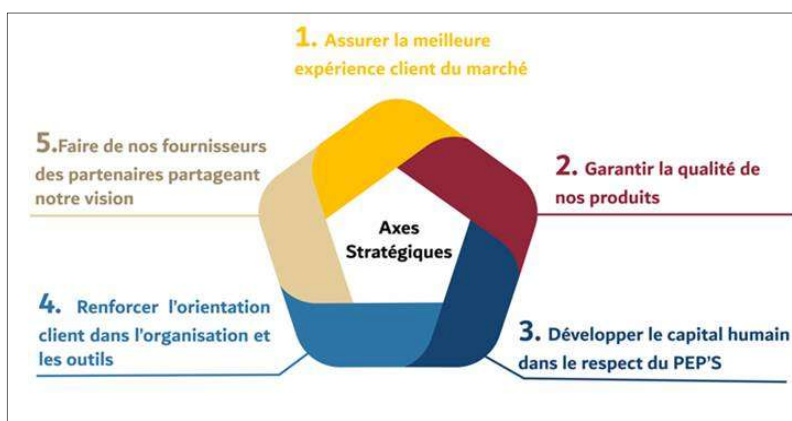 1. Assurer la meilleure
expérience client du marché
5.Faire de nos fournisseurs
des partenaires partageant
notre vision
2. Garantir la qualité de
nos produits
Axes
Stratégiques
4. Renforcer l'orientation
client dans l'organisation et
les outils
3. Développer le capital humain
dans le respect du PEP'S